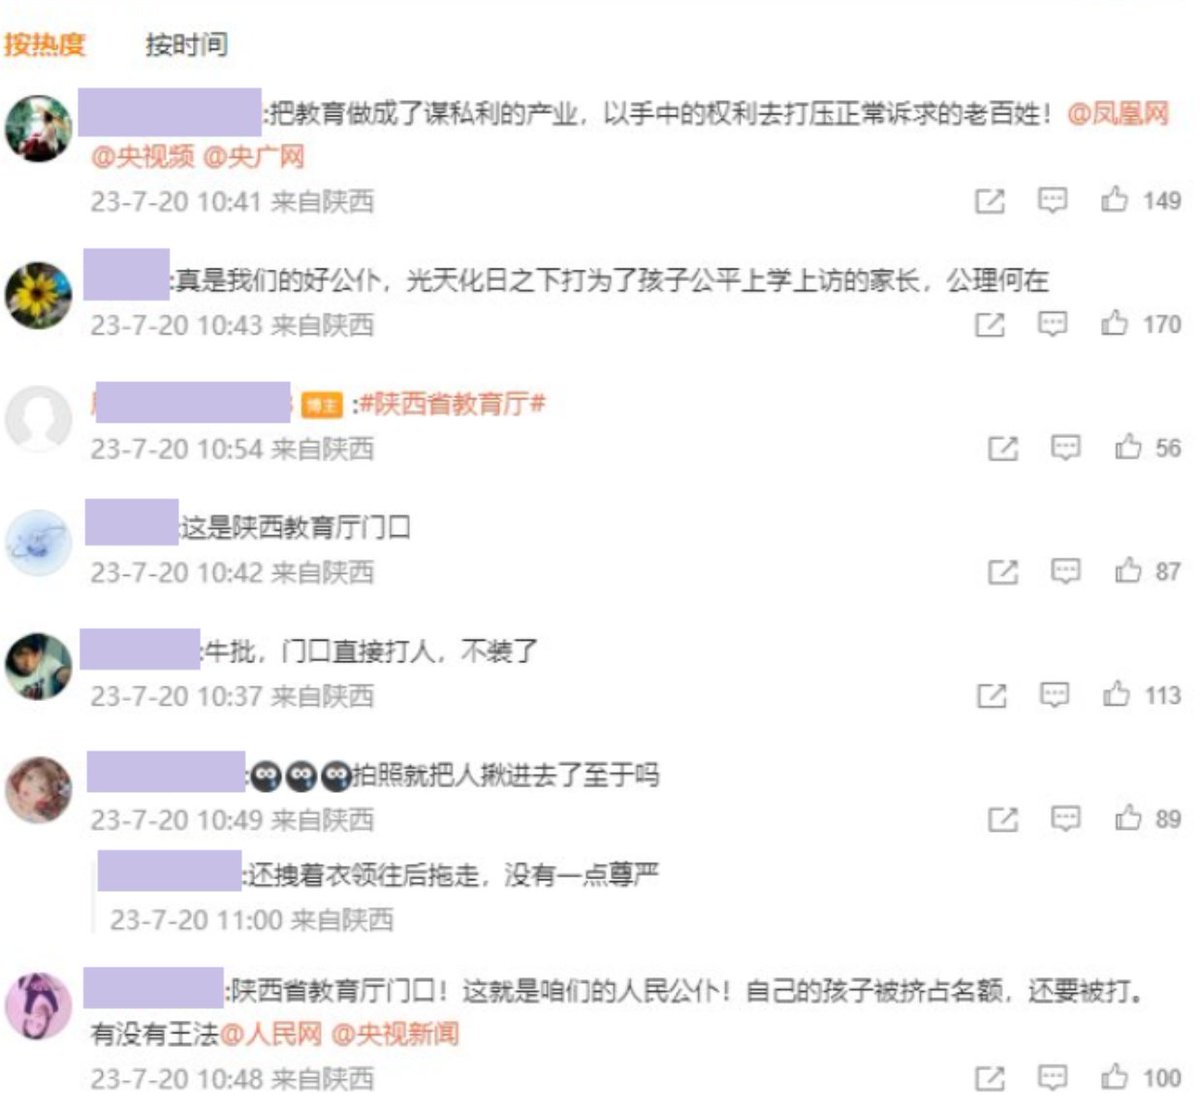 按热度 按时间
:把教育做成了谋私利的产业，以手中的权利去打压正常诉求的老百姓！@凤凰网
@央视频 @央广网
23-7-20 10:41 来自陕西
149
:真是我们的好公仆，光天化日之下打为了孩子公平上学上访的家长，公理何在
23-7-20 10:43 来自陕西
170
博主 :#陕西省教育厅#
23-7-20 10:54 来自陕西
56
:这是陕西教育厅门口
23-7-20 10:42 来自陕西
87
:牛批，门口直接打人，不装了
23-7-20 10:37 来自陕西
113
:拍照就把人揪进去了至于吗
23-7-20 10:49 来自陕西
89
:还拽着衣领往后拖走，没有一点尊严
23-7-20 11:00 来自陕西
:陕西省教育厅门口！这就是咱们的人民公仆！自己的孩子被挤占名额，还要被打。
有没有王法@人民网 @央视新闻
23-7-20 10:48 来自陕西
100